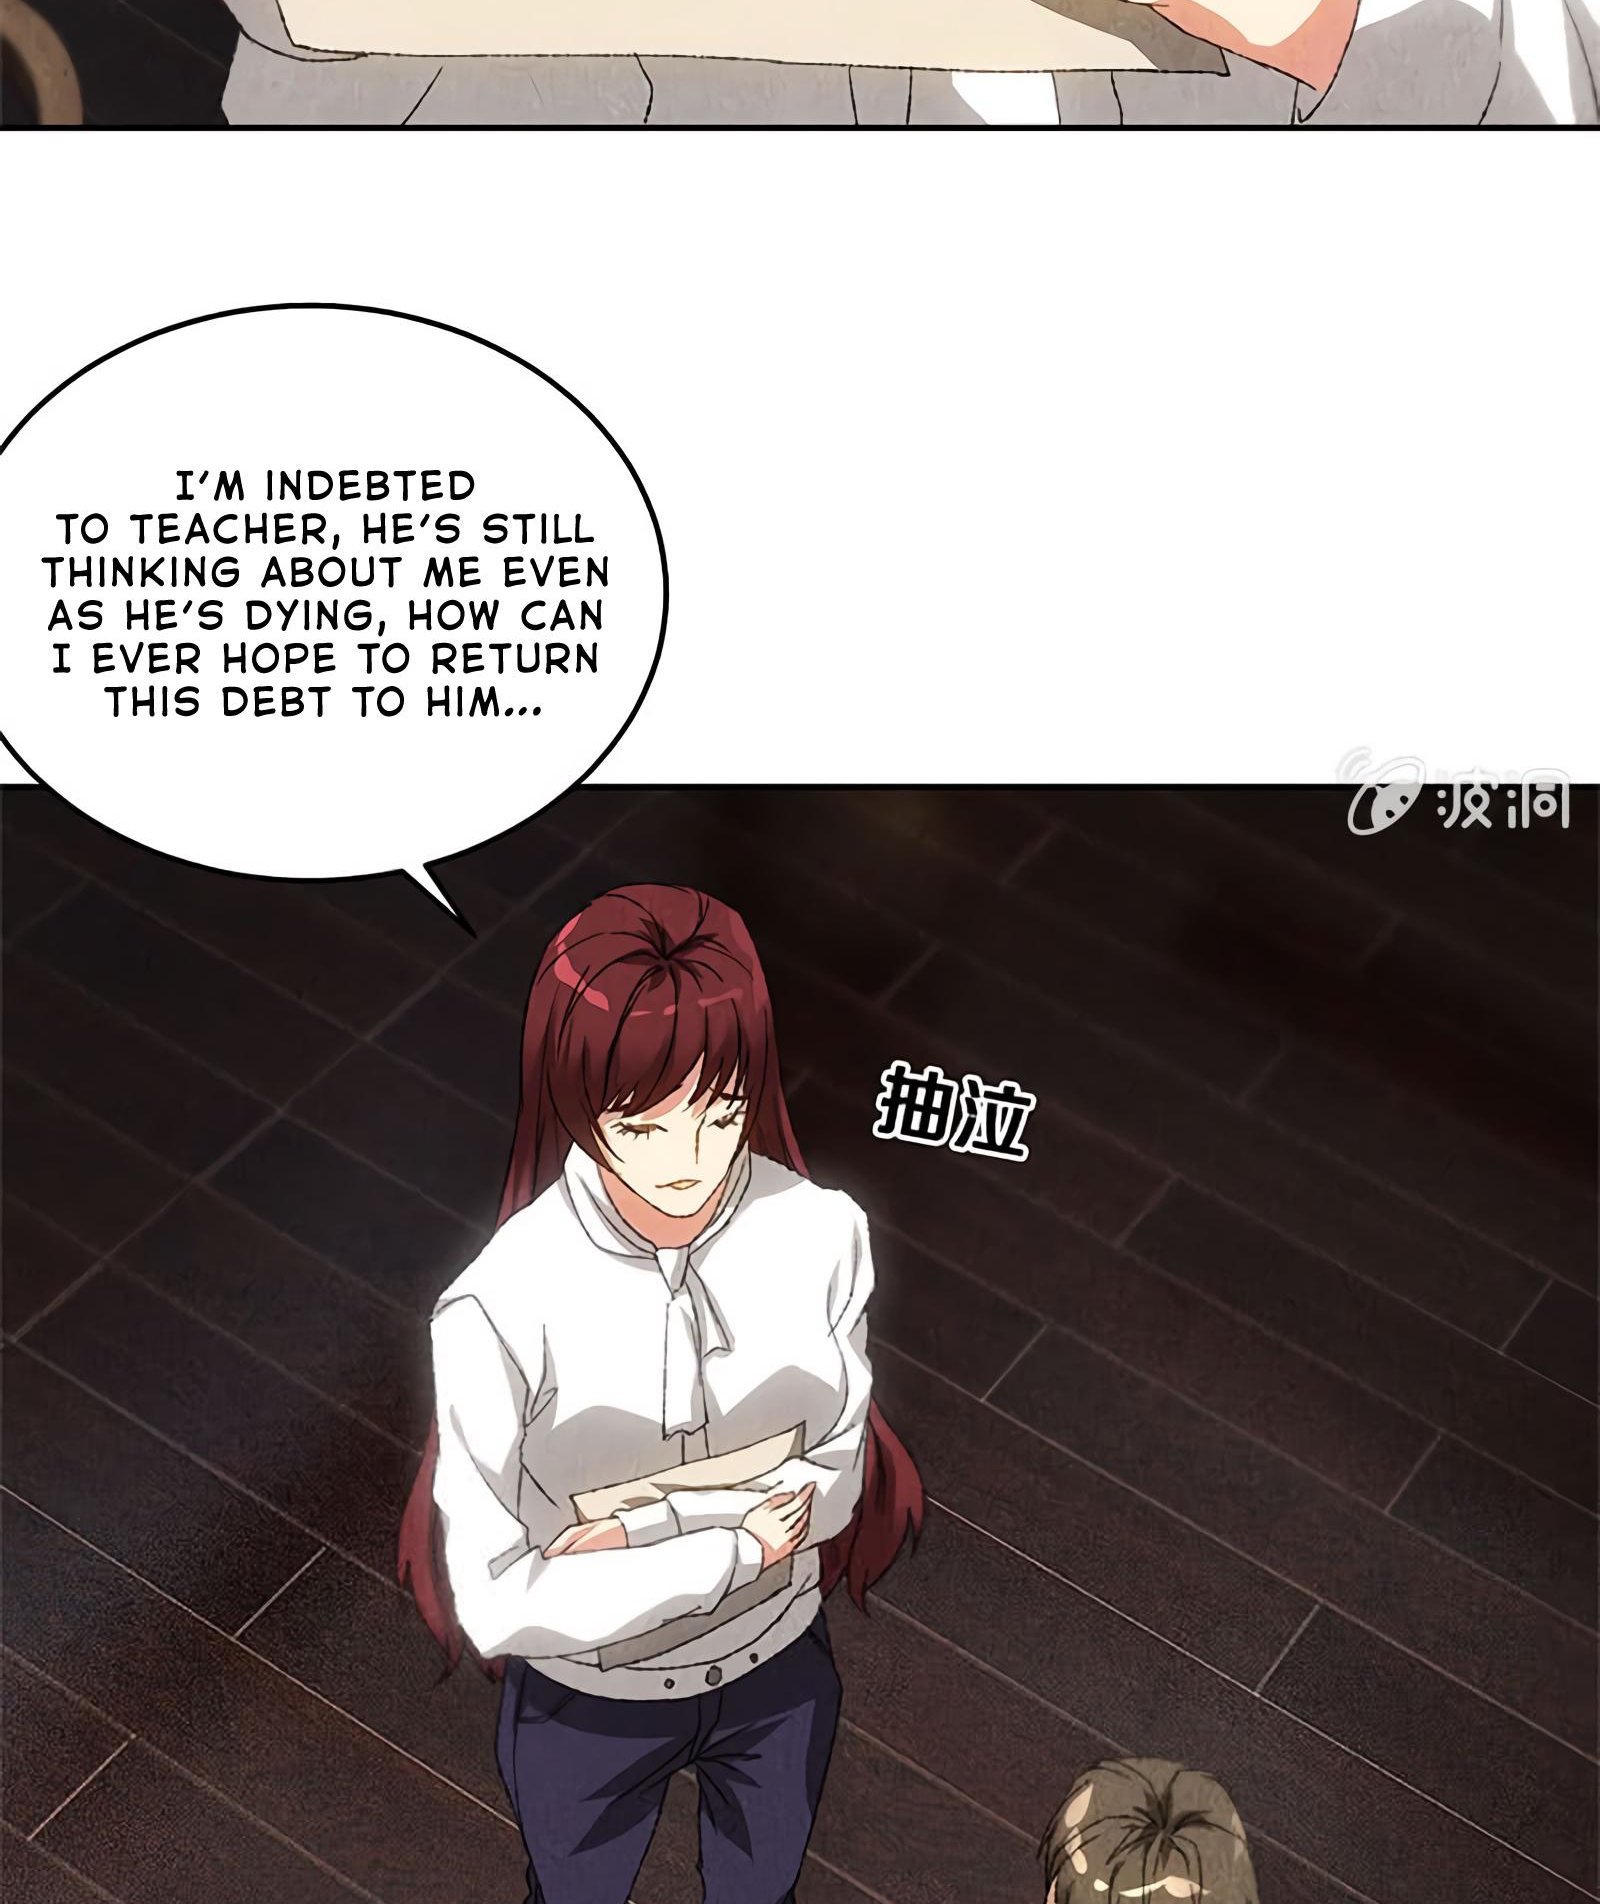 I'M INDEBTED
TO TEACHER, HE'S STILL
THINKING ABOUT ME EVEN
AS HE'S DYING, HOW CAN
I EVER HOPE TO RETURN
THIS DEBT TO HIM...
波洞
抽泣